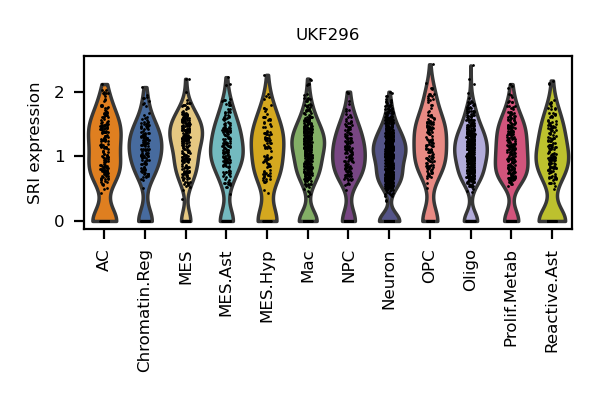 UKF296
SRI expression
2
1
0
AC
Chromatin.Reg
MES
MES.Ast
MES.Hyp
Mac
NPC
Neuron
OPC
Oligo
Prolif.Metab
Reactive.Ast